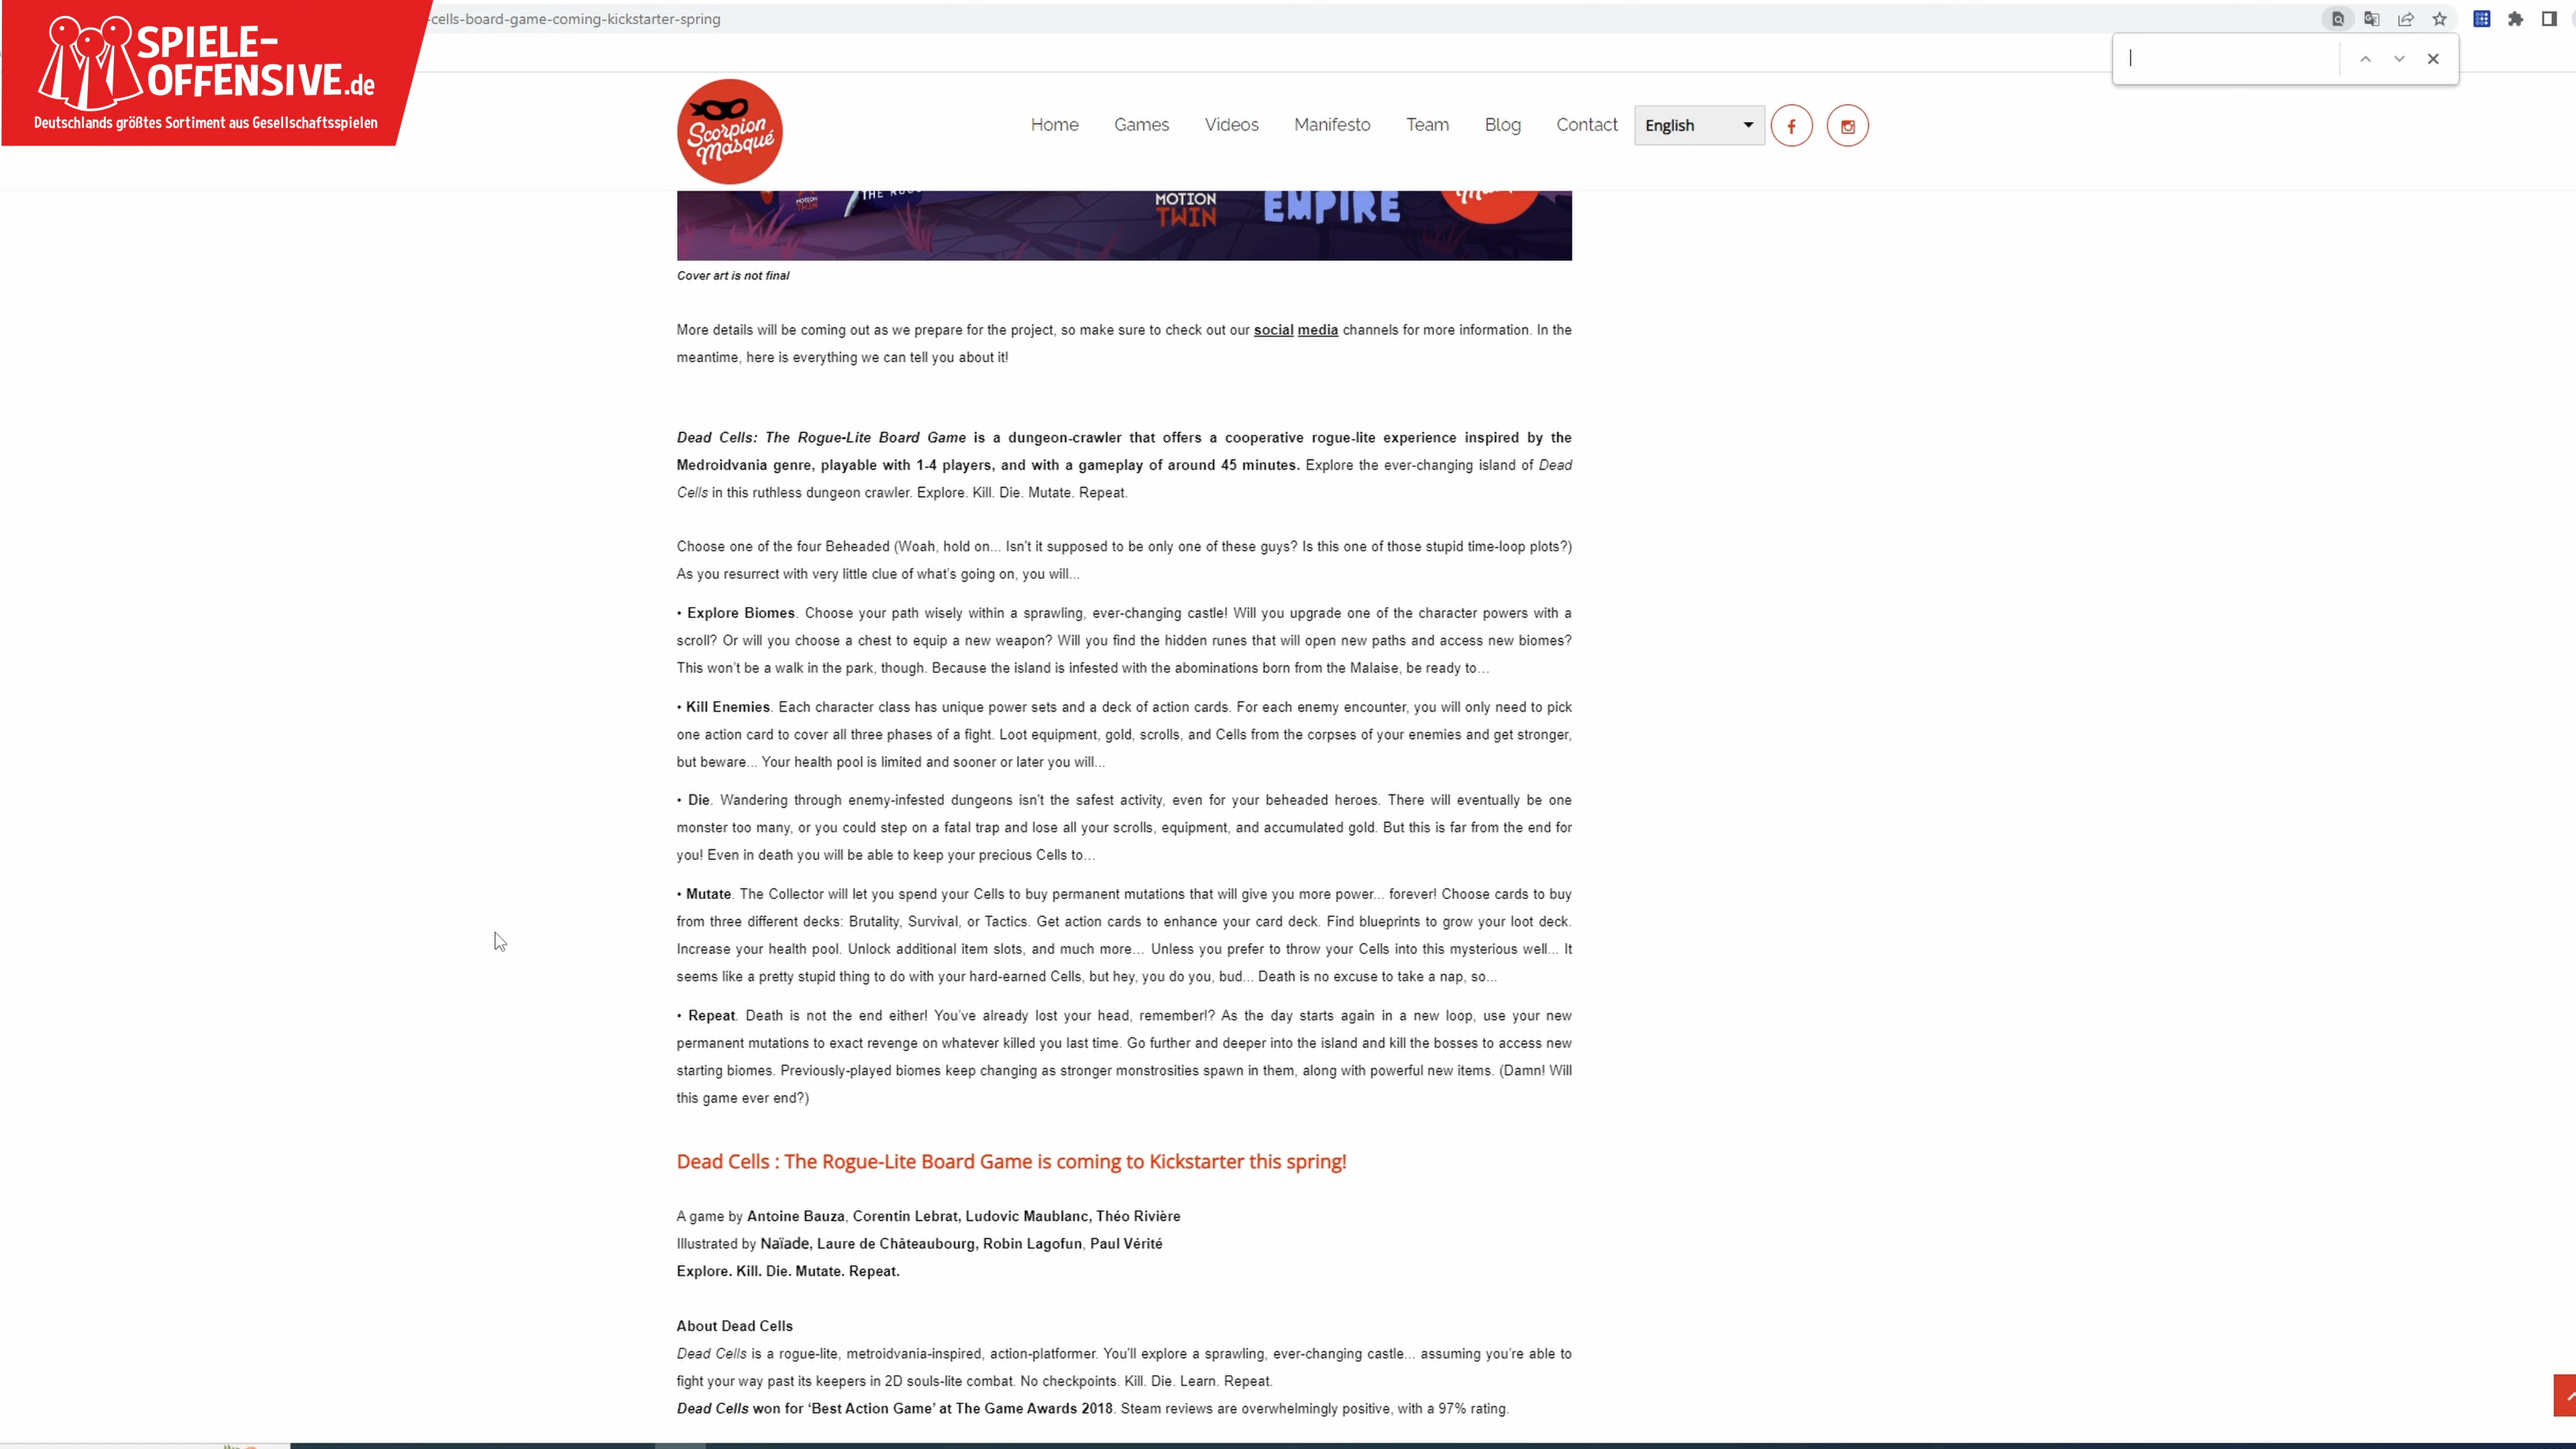 SPIELE-
OFFENSIVE.de
Deutschlands größtes Sortiment aus Gesellschaftsspielen
-cells-board-game-coming-kickstarter-spring
Scorpion
Masqué
Home Games Videos Manifesto Team Blog Contact English
THE
MOTION
TWIN
MOTION
TWIN
EMPIRE
Cover art is not final
More details will be coming out as we prepare for the project, so make sure to check out our social media channels for more information. In the
meantime, here is everything we can tell you about it!
Dead Cells: The Rogue-Lite Board Game is a dungeon-crawler that offers a cooperative rogue-lite experience inspired by the
Medroidvania genre, playable with 1-4 players, and with a gameplay of around 45 minutes. Explore the ever-changing island of Dead
Cells in this ruthless dungeon crawler. Explore. Kill. Die. Mutate. Repeat.
Choose one of the four Beheaded (Woah, hold on... Isn't it supposed to be only one of these guys? Is this one of those stupid time-loop plots?)
As you resurrect with very little clue of what's going on, you will...
• Explore Biomes. Choose your path wisely within a sprawling, ever-changing castle! Will you upgrade one of the character powers with a
scroll? Or will you choose a chest to equip a new weapon? Will you find the hidden runes that will open new paths and access new biomes?
This won't be a walk in the park, though. Because the island is infested with the abominations born from the Malaise, be ready to...
• Kill Enemies. Each character class has unique power sets and a deck of action cards. For each enemy encounter, you will only need to pick
one action card to cover all three phases of a fight. Loot equipment, gold, scrolls, and Cells from the corpses of your enemies and get stronger,
but beware... Your health pool is limited and sooner or later you will...
• Die. Wandering through enemy-infested dungeons isn't the safest activity, even for your beheaded heroes. There will eventually be one
monster too many, or you could step on a fatal trap and lose all your scrolls, equipment, and accumulated gold. But this is far from the end for
you! Even in death you will be able to keep your precious Cells to...
• Mutate. The Collector will let you spend your Cells to buy permanent mutations that will give you more power... forever! Choose cards to buy
from three different decks: Brutality, Survival, or Tactics. Get action cards to enhance your card deck. Find blueprints to grow your loot deck.
Increase your health pool. Unlock additional item slots, and much more... Unless you prefer to throw your Cells into this mysterious well... It
seems like a pretty stupid thing to do with your hard-earned Cells, but hey, you do you, bud... Death is no excuse to take a nap, so...
• Repeat. Death is not the end either! You've already lost your head, remember!? As the day starts again in a new loop, use your new
permanent mutations to exact revenge on whatever killed you last time. Go further and deeper into the island and kill the bosses to access new
starting biomes. Previously-played biomes keep changing as stronger monstrosities spawn in them, along with powerful new items. (Damn! Will
this game ever end?)
Dead Cells : The Rogue-Lite Board Game is coming to Kickstarter this spring!
A game by Antoine Bauza, Corentin Lebrat, Ludovic Maublanc, Théo Rivière
Illustrated by Naïade, Laure de Châteaubourg, Robin Lagofun, Paul Vérité
Explore. Kill. Die. Mutate. Repeat.
About Dead Cells
Dead Cells is a rogue-lite, metroidvania-inspired, action-platformer. You'll explore a sprawling, ever-changing castle... assuming you're able to
fight your way past its keepers in 2D souls-lite combat. No checkpoints. Kill. Die. Learn. Repeat.
Dead Cells won for 'Best Action Game' at The Game Awards 2018. Steam reviews are overwhelmingly positive, with a 97% rating.